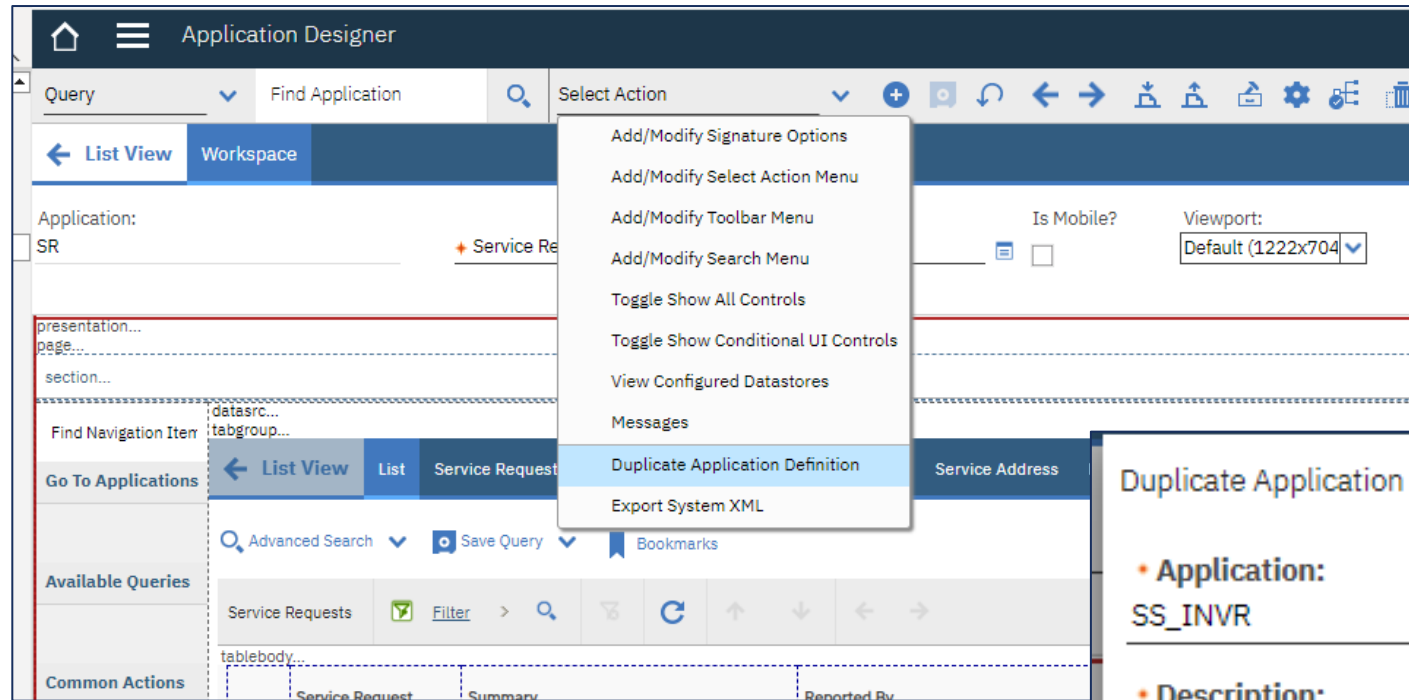 Application Designer
Query
Find Application
Select Action
List View
Workspace
Add/Modify Signature Options
Add/Modify Select Action Menu
Add/Modify Toolbar Menu
Add/Modify Search Menu
Toggle Show All Controls
Toggle Show Conditional UI Controls
View Configured Datastores
Messages
Duplicate Application Definition
Export System XML
Application:
SR
Service Re
Is Mobile?
Viewport:
Default (1222x704
presentation...
page...
section...
datasrc...
tabgroup...
Find Navigation Item
Go To Applications
Available Queries
Common Actions
List View
List
Service Request
Service Address
Advanced Search
Save Query
Bookmarks
Service Requests
Filter
tablebody...
Service Request
Summary
Reported By
Duplicate Application
Application:
SS_INVR
Description: